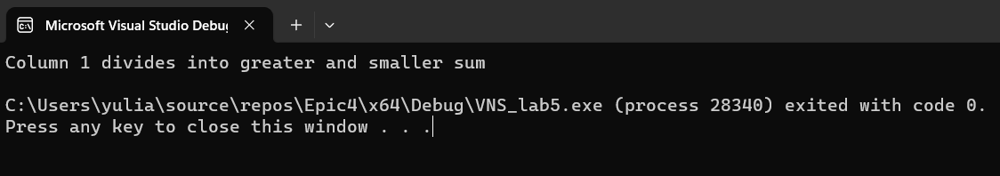 Microsoft Visual Studio Debu
Column 1 divides into greater and smaller sum
C:\Users\yulia\source\repos\Epic4\x64\Debug\VNS_lab5.exe (process 28340) exited with code 0.
Press any key to close this window . . .